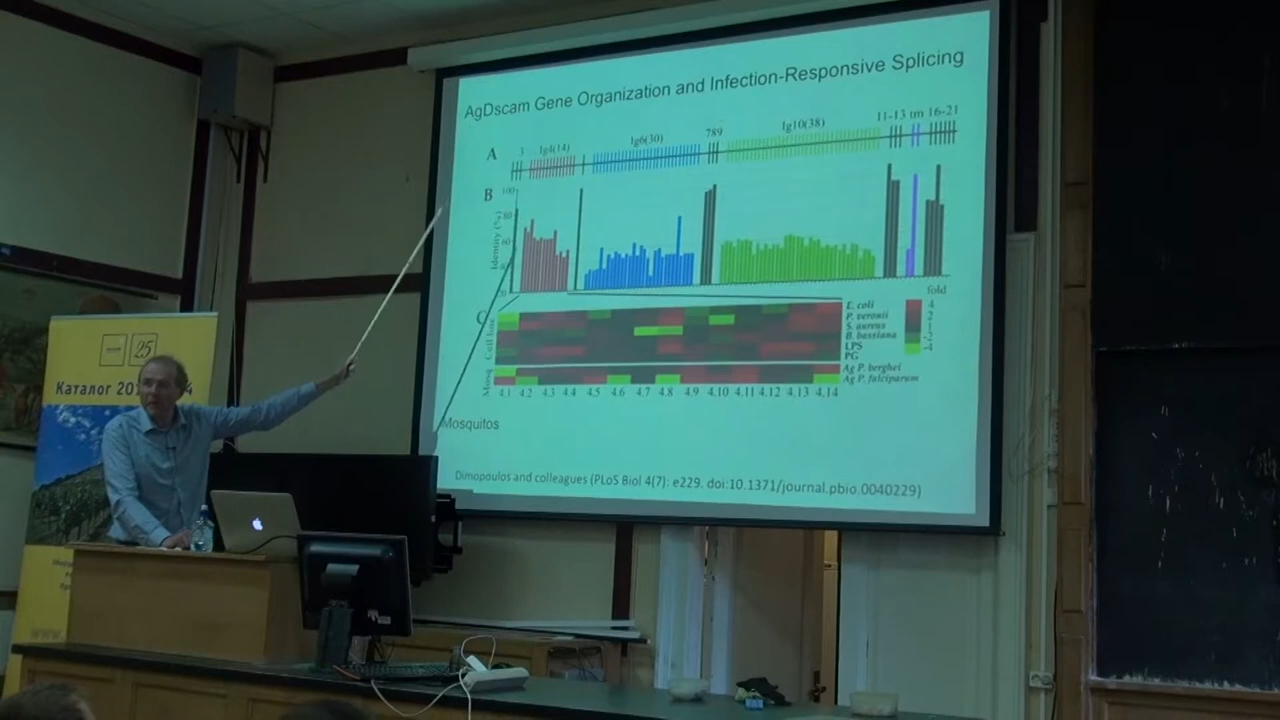 AgDscam Gene Organization and Infection-Responsive Splicing
A
3 Ig4(14) Ig6(30) 789 Ig10(38) 11-13 tm 16-21
B
Identity (%)
100
80
60
C
Cell line
Mosq
E. coli
P. veronii
S. aureus
B. bassiana
LPS
PG
Ag P. berghei
Ag P. falciparum
fold
4
2
1
4.1 4.2 4.3 4.4 4.5 4.6 4.7 4.8 4.9 4.10 4.11 4.12 4.13 4.14
Mosquitos
Dimopoulos and colleagues (PLoS Biol 4(7): e229. doi:10.1371/journal.pbio.0040229)
25
Каталог